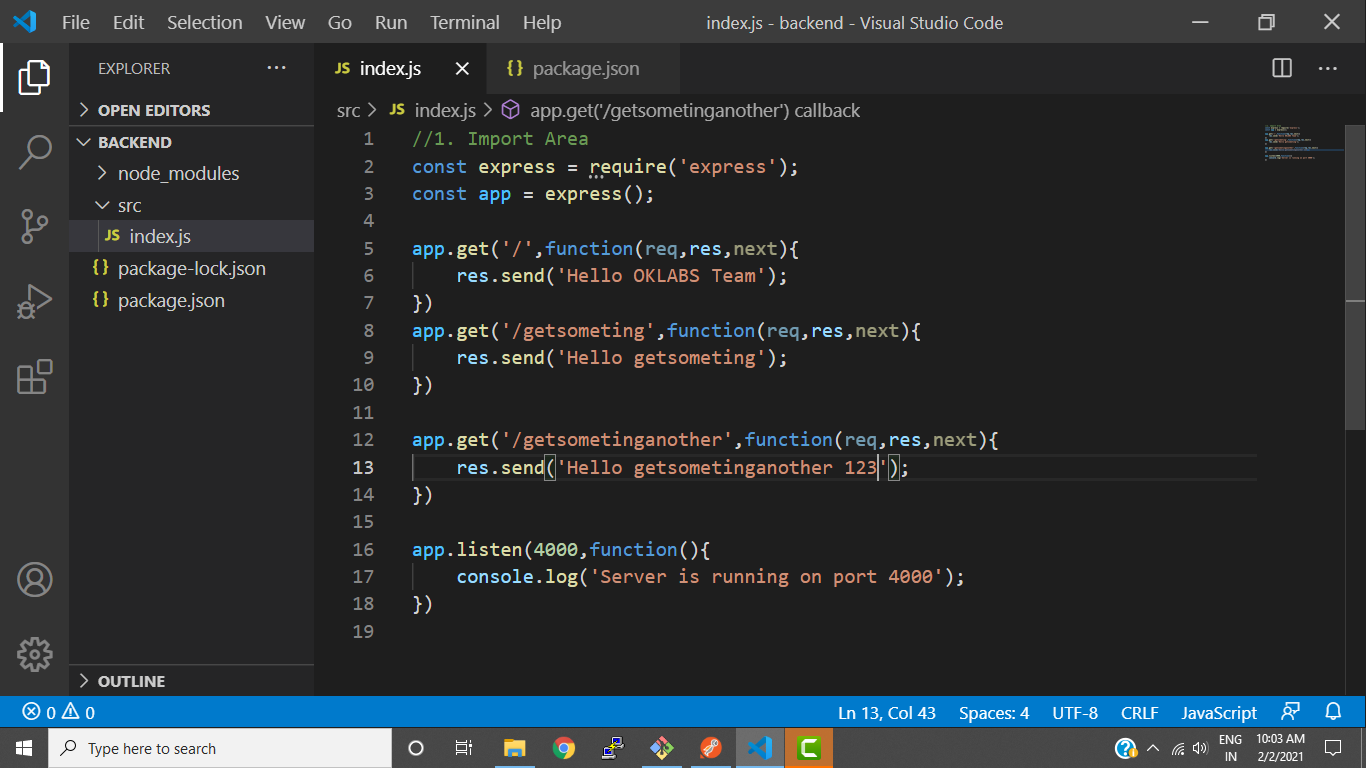 File Edit Selection View Go Run Terminal Help index.js - backend - Visual Studio Code
EXPLORER
OPEN EDITORS
BACKEND
node_modules
src
JS index.js
{} package-lock.json
{} package.json
OUTLINE
JS index.js {} package.json
src JS index.js app.get('/getsometinganother') callback
1 //1. Import Area
2 const express = require('express');
3 const app = express();
4
5 app.get('/',function(req,res,next){
6 res.send('Hello OKLABS Team');
7 })
8 app.get('/getsometing',function(req,res,next){
9 res.send('Hello getsometing');
10 })
11
12 app.get('/getsometinganother',function(req,res,next){
13 res.send('Hello getsometinganother 123');
14 })
15
16 app.listen(4000,function(){
17 console.log('Server is running on port 4000');
18 })
19
0 0 Ln 13, Col 43 Spaces: 4 UTF-8 CRLF JavaScript
Type here to search
ENG
IN
10:03 AM
2/2/2021